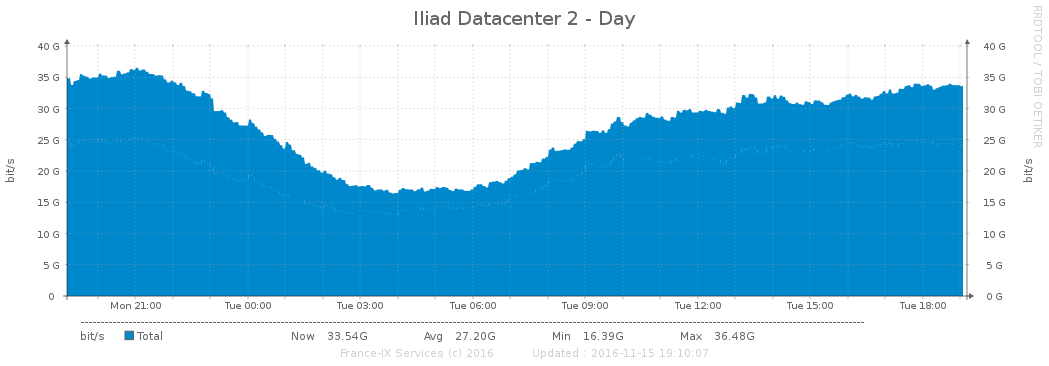 Iliad Datacenter 2 - Day
RRDTOOL / TOBI OETIKER
bit/s
40 G 40 G
35 G 35 G
30 G 30 G
25 G 25 G
20 G 20 G
15 G 15 G
10 G 10 G
5 G 5 G
0 0 G
bit/s
Mon 21:00 Tue 00:00 Tue 03:00 Tue 06:00 Tue 09:00 Tue 12:00 Tue 15:00 Tue 18:00
bit/s Total Now 33.54G Avg 27.20G Min 16.39G Max 36.48G
France-IX Services (c) 2016 Updated : 2016-11-15 19:10:07